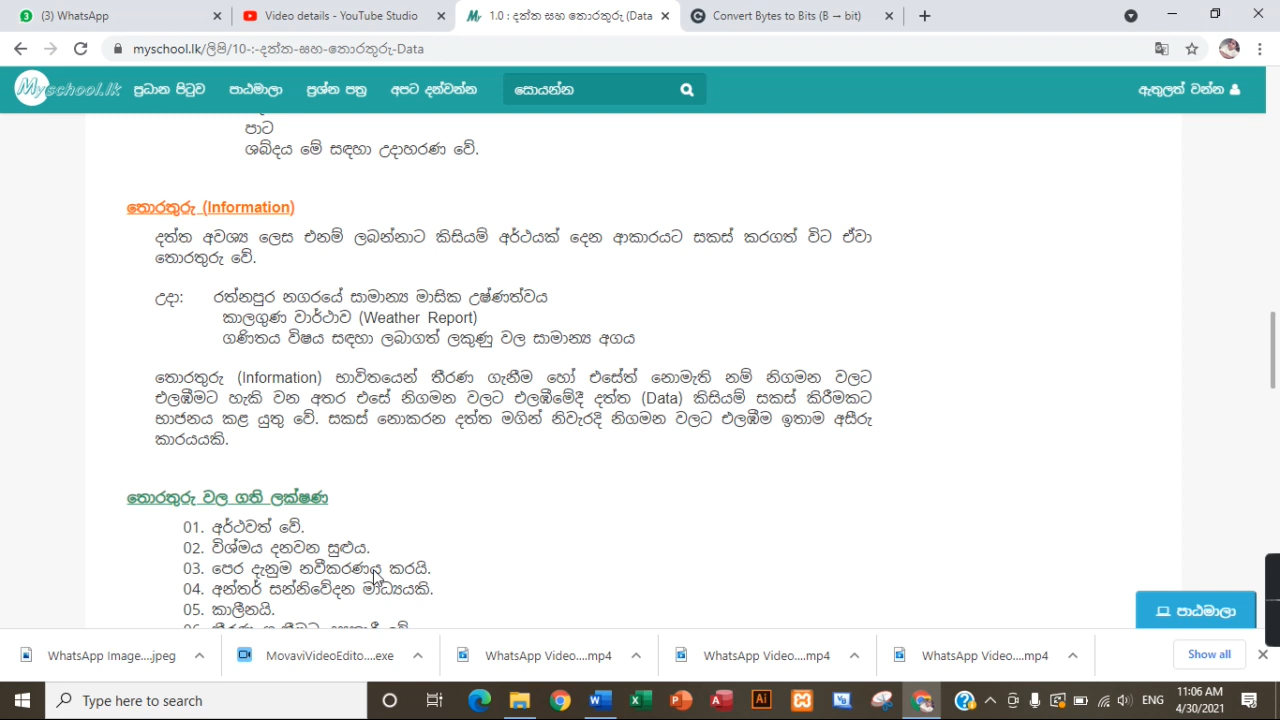 (3) WhatsApp
Video details - YouTube Studio
1.0 : දත්ත සහ තොරතුරු (Data
Convert Bytes to Bits (B → bit)
myschool.lk/ලිපි/10-:-දත්ත-සහ-තොරතුරු-Data
Myschool.lk
ප්‍රධාන පිටුව
පාඨමාලා
ප්‍රශ්න පත්‍ර
අපට දන්වන්න
සොයන්න
ඇතුලත් වන්න
පාට
ශබ්දය මේ සඳහා උදාහරණ වේ.
තොරතුරු (Information)
දත්ත අවශ්‍ය ලෙස එනම් ලබන්නාට කිසියම් අර්ථයක් දෙන ආකාරයට සකස් කරගත් විට ඒවා
තොරතුරු වේ.
උදා: රත්නපුර නගරයේ සාමාන්‍ය මාසික උෂ්ණත්වය
කාලගුණ වාර්ථාව (Weather Report)
ගණිතය විෂය සඳහා ලබාගත් ලකුණු වල සාමාන්‍ය අගය
තොරතුරු (Information) භාවිතයෙන් තීරණ ගැනීම හෝ එසේත් නොමැති නම් නිගමන වලට
එලඹීමට හැකි වන අතර එසේ නිගමන වලට එලඹීමේදී දත්ත (Data) කිසියම් සකස් කිරීමකට
භාජනය කළ යුතු වේ. සකස් නොකරන දත්ත මගින් නිවැරදි නිගමන වලට එලඹීම ඉතාම අසීරු
කාරයයකි.
තොරතුරු වල ගති ලක්ෂණ
01. අර්ථවත් වේ.
02. විශ්මය දනවන සුළුය.
03. පෙර දැනුම නවීකරණය කරයි.
04. අන්තර් සන්නිවේදන මාධ්‍යයකි.
05. කාලීනයි.
පාඨමාලා
WhatsApp Image....jpeg
MovaviVideoEdito....exe
WhatsApp Video....mp4
WhatsApp Video....mp4
WhatsApp Video....mp4
Show all
Type here to search
ENG
11:06 AM
4/30/2021